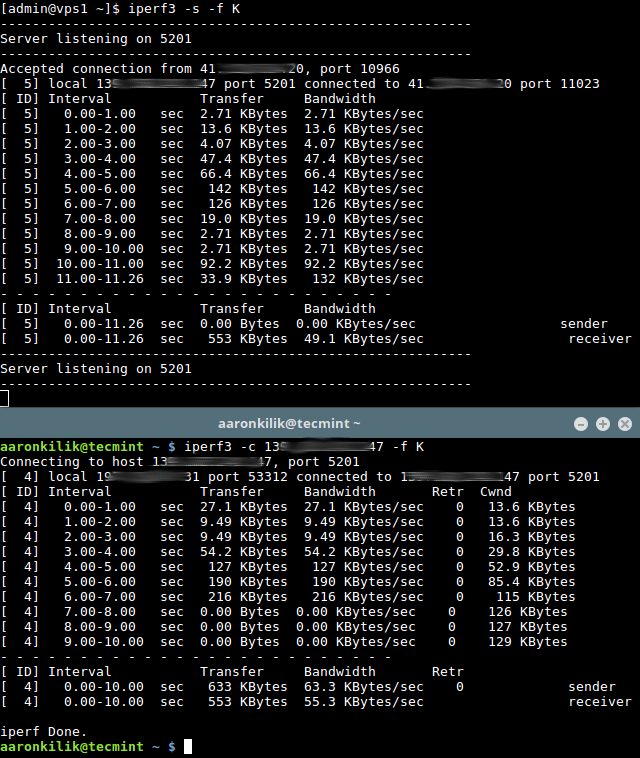 [admin@vps1 ~]$ iperf3 -s -f K
-----------------------------------------------------------
Server listening on 5201
-----------------------------------------------------------
Accepted connection from 41. 20, port 10966
[  5] local 139 47 port 5201 connected to 41. 20 port 11023
[ ID] Interval           Transfer     Bandwidth
[  5]   0.00-1.00   sec  2.71 KBytes  2.71 KBytes/sec
[  5]   1.00-2.00   sec  13.6 KBytes  13.6 KBytes/sec
[  5]   2.00-3.00   sec  4.07 KBytes  4.07 KBytes/sec
[  5]   3.00-4.00   sec  47.4 KBytes  47.4 KBytes/sec
[  5]   4.00-5.00   sec  66.4 KBytes  66.4 KBytes/sec
[  5]   5.00-6.00   sec   142 KBytes   142 KBytes/sec
[  5]   6.00-7.00   sec   126 KBytes   126 KBytes/sec
[  5]   7.00-8.00   sec  19.0 KBytes  19.0 KBytes/sec
[  5]   8.00-9.00   sec  2.71 KBytes  2.71 KBytes/sec
[  5]   9.00-10.00  sec  2.71 KBytes  2.71 KBytes/sec
[  5]  10.00-11.00  sec  92.2 KBytes  92.2 KBytes/sec
[  5]  11.00-11.26  sec  33.9 KBytes   132 KBytes/sec
- - - - - - - - - - - - - - - - - - - - - - - - -
[ ID] Interval           Transfer     Bandwidth
[  5]   0.00-11.26  sec  0.00 Bytes  0.00 KBytes/sec                  sender
[  5]   0.00-11.26  sec   553 KBytes  49.1 KBytes/sec                  receiver
-----------------------------------------------------------
Server listening on 5201
-----------------------------------------------------------
aaronkilik@tecmint ~
aaronkilik@tecmint ~ $ iperf3 -c 139 47 -f K
Connecting to host 139 47, port 5201
[  4] local 19 31 port 53312 connected to 147 port 5201
[ ID] Interval           Transfer     Bandwidth       Retr  Cwnd
[  4]   0.00-1.00   sec  27.1 KBytes  27.1 KBytes/sec    0   13.6 KBytes
[  4]   1.00-2.00   sec  9.49 KBytes  9.49 KBytes/sec    0   13.6 KBytes
[  4]   2.00-3.00   sec  9.49 KBytes  9.49 KBytes/sec    0   16.3 KBytes
[  4]   3.00-4.00   sec  54.2 KBytes  54.2 KBytes/sec    0   29.8 KBytes
[  4]   4.00-5.00   sec   127 KBytes   127 KBytes/sec    0   52.9 KBytes
[  4]   5.00-6.00   sec   190 KBytes   190 KBytes/sec    0   85.4 KBytes
[  4]   6.00-7.00   sec   216 KBytes   216 KBytes/sec    0    115 KBytes
[  4]   7.00-8.00   sec  0.00 Bytes  0.00 KBytes/sec    0    126 KBytes
[  4]   8.00-9.00   sec  0.00 Bytes  0.00 KBytes/sec    0    127 KBytes
[  4]   9.00-10.00  sec  0.00 Bytes  0.00 KBytes/sec    0    129 KBytes
- - - - - - - - - - - - - - - - - - - - - - - - -
[ ID] Interval           Transfer     Bandwidth       Retr
[  4]   0.00-10.00  sec   633 KBytes  63.3 KBytes/sec    0             sender
[  4]   0.00-10.00  sec   553 KBytes  55.3 KBytes/sec                  receiver
iperf Done.
aaronkilik@tecmint ~ $